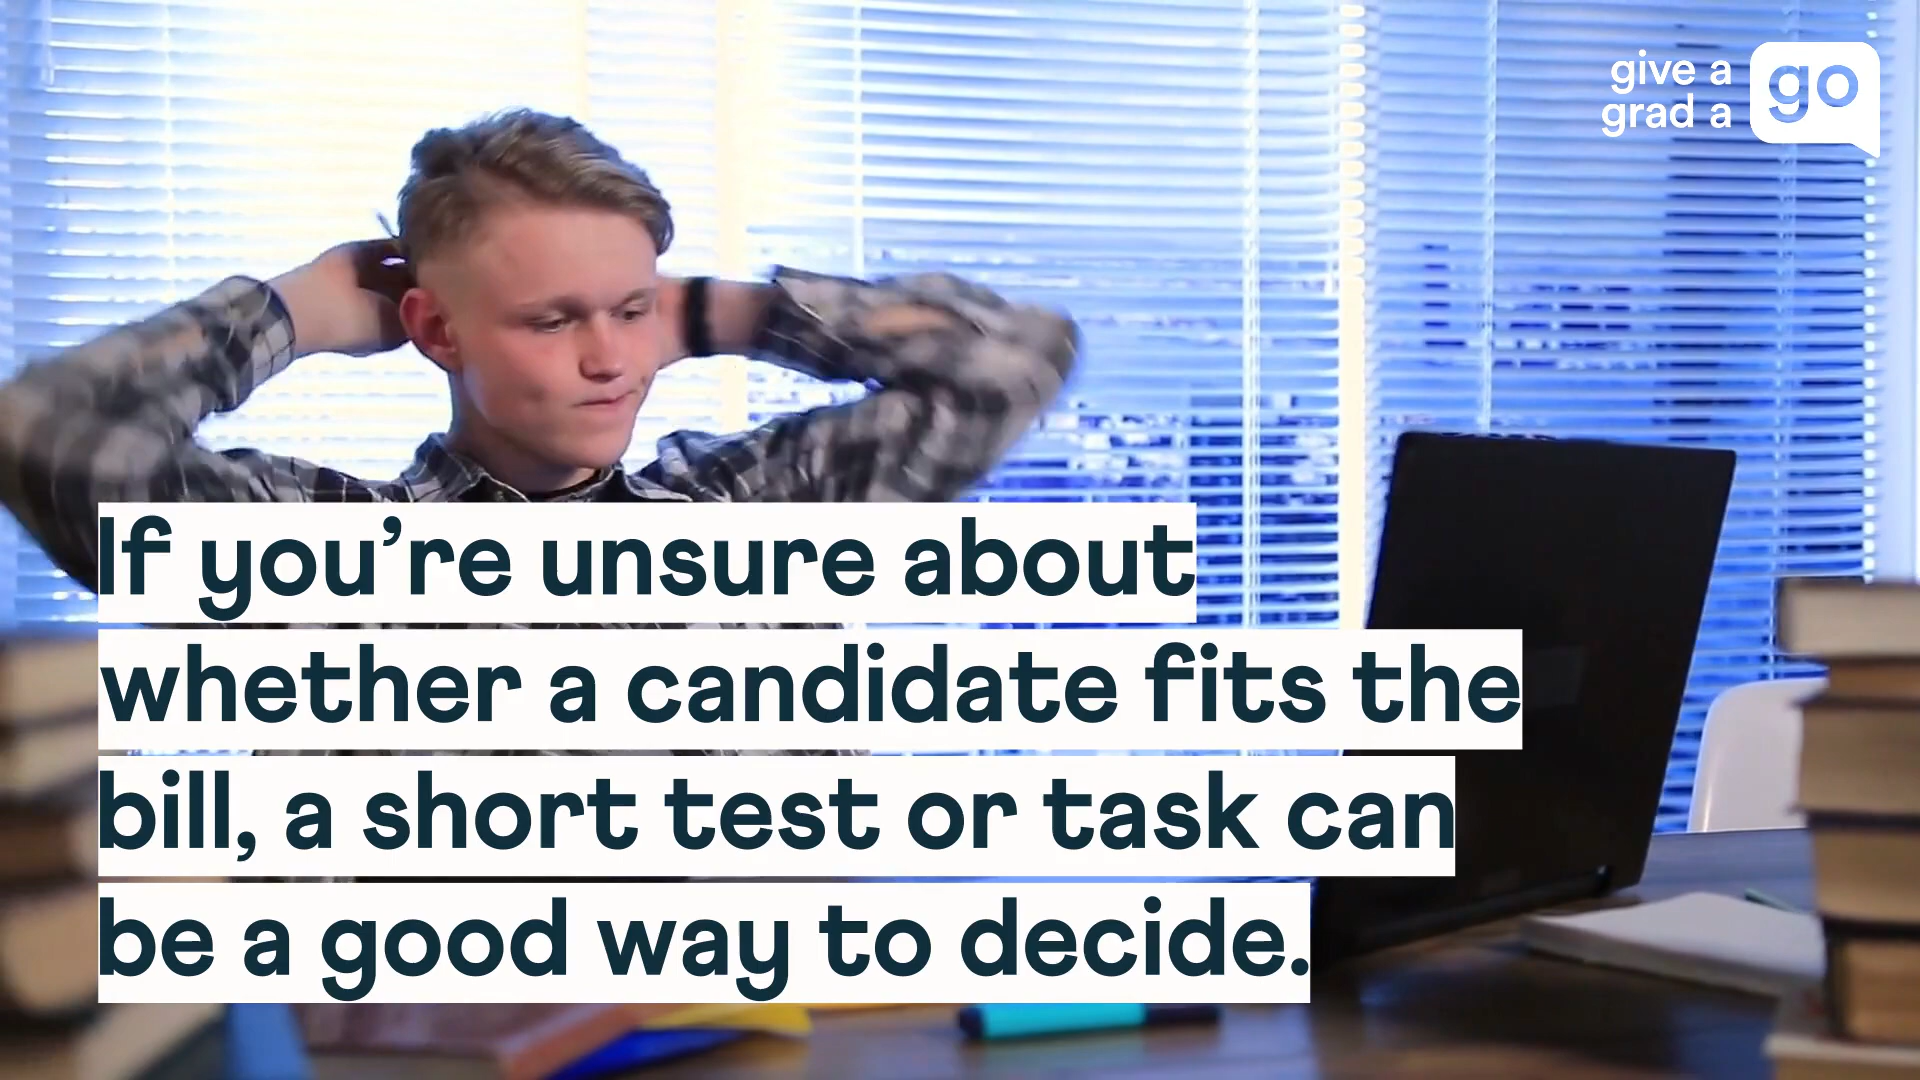 give a
grad a go
If you’re unsure about
whether a candidate fits the
bill, a short test or task can
be a good way to decide.